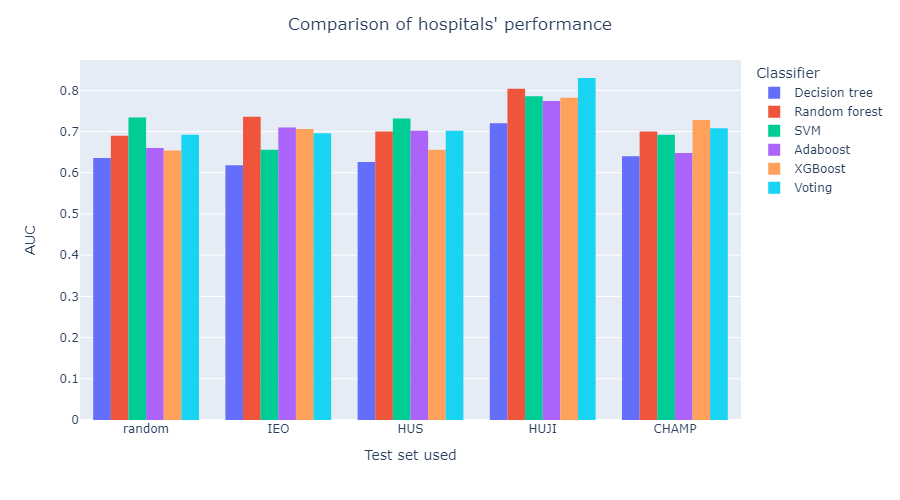 Comparison of hospitals' performance
Classifier
Decision tree
Random forest
SVM
Adaboost
XGBoost
Voting
AUC
0.8
0.7
0.6
0.5
0.4
0.3
0.2
0.1
0
random IEO HUS HUJI CHAMP
Test set used